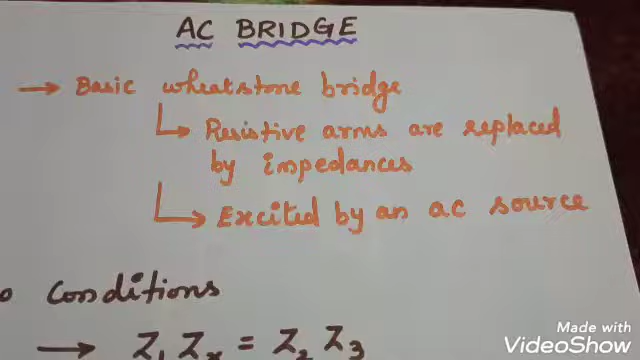 AC BRIDGE
→ Basic wheatstone bridge
↳ Resistive arms are replaced
by impedances
↳ Excited by an ac source
Conditions
→ Z₁ Zₓ = Z₂ Z₃
Made with
VideoShow